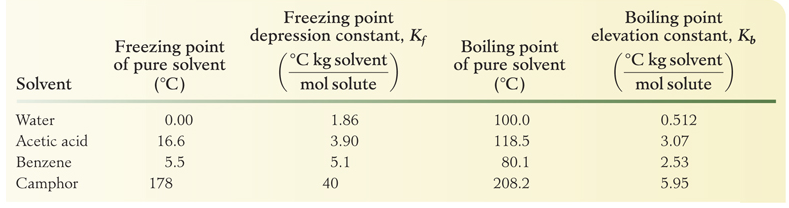 Solvent Freezing point of pure solvent (°C) Freezing point depression constant, Kf (°C kg solvent / mol solute) Boiling point of pure solvent (°C) Boiling point elevation constant, Kb (°C kg solvent / mol solute)
Water 0.00 1.86 100.0 0.512
Acetic acid 16.6 3.90 118.5 3.07
Benzene 5.5 5.1 80.1 2.53
Camphor 178 40 208.2 5.95